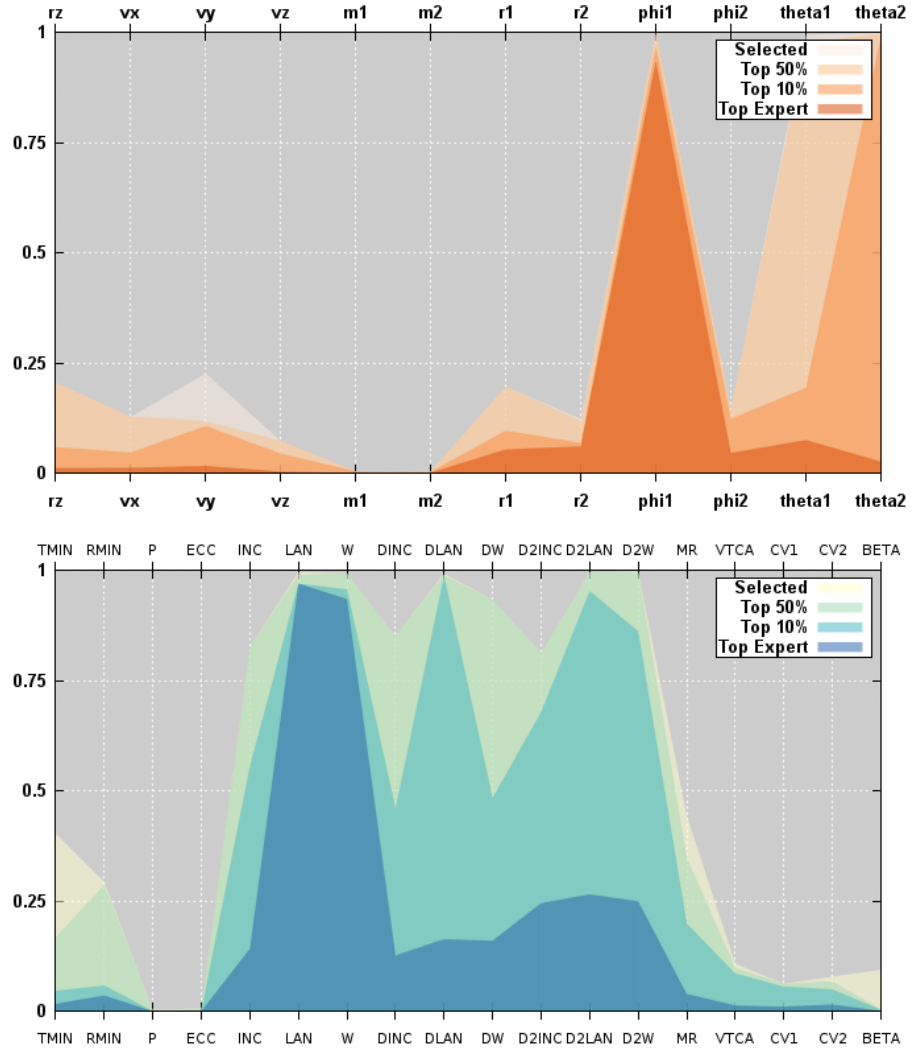 rz vx vy vz m1 m2 r1 r2 phi1 phi2 theta1 theta2
1
Selected
Top 50%
Top 10%
Top Expert
0.75
0.5
0.25
0
rz vx vy vz m1 m2 r1 r2 phi1 phi2 theta1 theta2
TMIN RMIN P ECC INC LAN W DINC DLAN DW D2INC D2LAN D2W MR VTCA CV1 CV2 BETA
1
Selected
Top 50%
Top 10%
Top Expert
0.75
0.5
0.25
0
TMIN RMIN P ECC INC LAN W DINC DLAN DW D2INC D2LAN D2W MR VTCA CV1 CV2 BETA